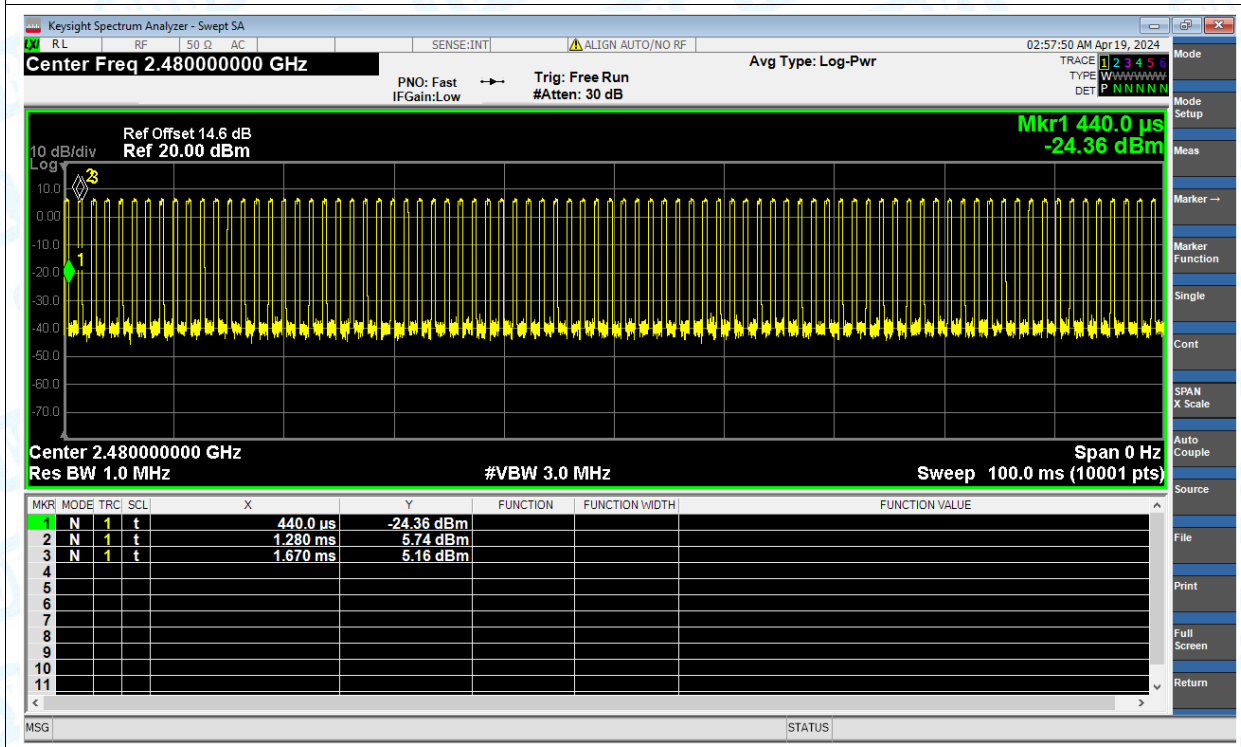 Keysight Spectrum Analyzer - Swept SA
LXI RL RF 50 Ω AC SENSE:INT ALIGN AUTO/NO RF 02:57:50 AM Apr 19, 2024
Center Freq 2.480000000 GHz
PNO: Fast
IFGain:Low
Trig: Free Run
#Atten: 30 dB
Avg Type: Log-Pwr
TRACE 1 2 3 4 5 6
TYPE WWWWWW
DET P N N N N N
Mkr1 440.0 µs
-24.36 dBm
Ref Offset 14.6 dB
10 dB/div Ref 20.00 dBm
Log
10.0
0.00
-10.0
-20.0
-30.0
-40.0
-50.0
-60.0
-70.0
1
2
3
Center 2.480000000 GHz Span 0 Hz
Res BW 1.0 MHz #VBW 3.0 MHz Sweep 100.0 ms (10001 pts)
MKR MODE TRC SCL X Y FUNCTION FUNCTION WIDTH FUNCTION VALUE
1 N 1 t 440.0 µs -24.36 dBm
2 N 1 t 1.280 ms 5.74 dBm
3 N 1 t 1.670 ms 5.16 dBm
4
5
6
7
8
9
10
11
MSG STATUS
Mode
Mode
Setup
Meas
Marker →
Marker
Function
Single
Cont
SPAN
X Scale
Auto
Couple
Source
File
Print
Full
Screen
Return